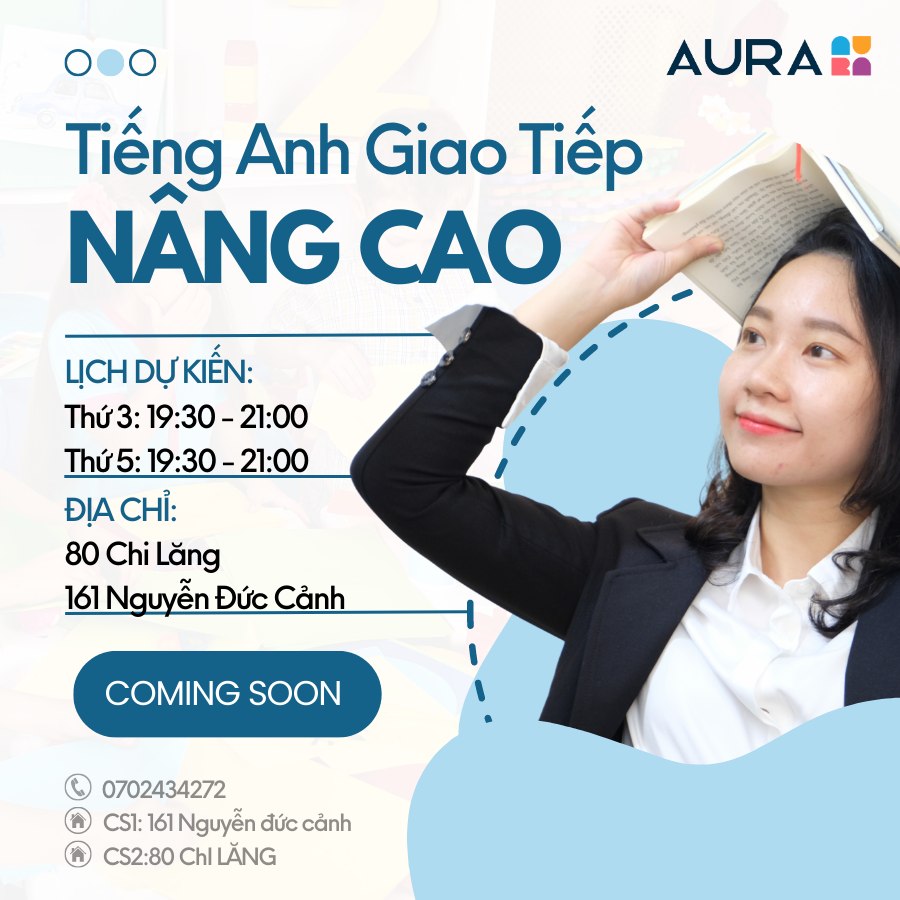 AURA
Tiếng Anh Giao Tiếp
NÂNG CAO
LỊCH DỰ KIẾN:
Thứ 3: 19:30 - 21:00
Thứ 5: 19:30 - 21:00
ĐỊA CHỈ:
80 Chi Lăng
161 Nguyễn Đức Cảnh
COMING SOON
0702434272
CS1: 161 Nguyễn đức cảnh
CS2:80 ChI LĂNG